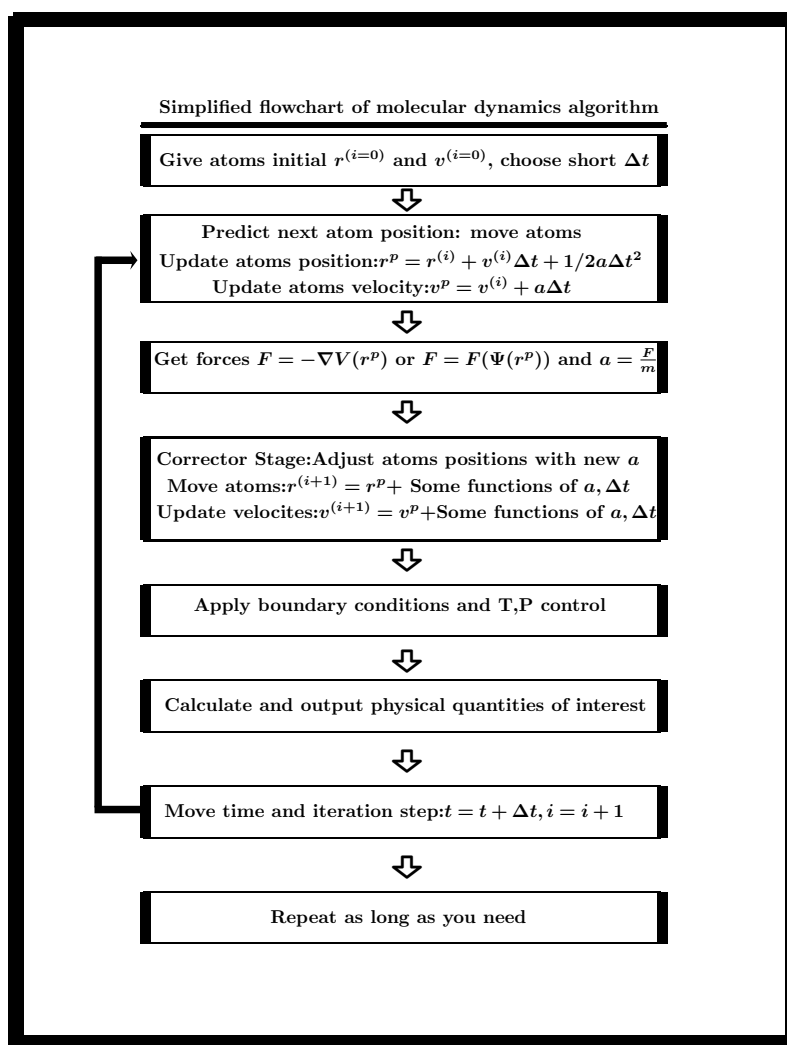 Simplified flowchart of molecular dynamics algorithm
Give atoms initial r^{(i=0)} and v^{(i=0)}, choose short Δt
Predict next atom position: move atoms
Update atoms position:r^p = r^{(i)} + v^{(i)}Δt + 1/2aΔt^2
Update atoms velocity:v^p = v^{(i)} + aΔt
Get forces F = −∇V(r^p) or F = F(Ψ(r^p)) and a = \frac{F}{m}
Corrector Stage:Adjust atoms positions with new a
Move atoms:r^{(i+1)} = r^p+ Some functions of a, Δt
Update velocites:v^{(i+1)} = v^p+Some functions of a, Δt
Apply boundary conditions and T,P control
Calculate and output physical quantities of interest
Move time and iteration step:t = t + Δt, i = i + 1
Repeat as long as you need